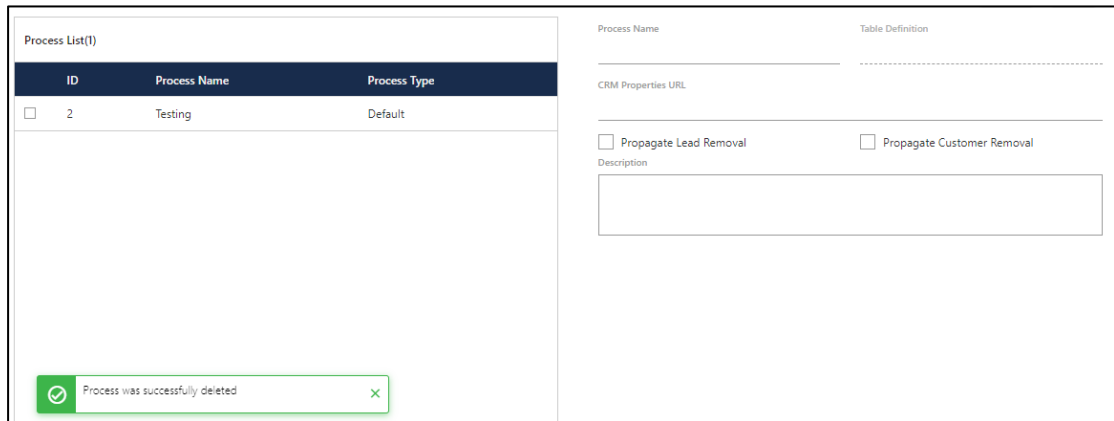 Process List(1)
ID Process Name Process Type
2 Testing Default
Process was successfully deleted
Process Name Table Definition
CRM Properties URL
Propagate Lead Removal Propagate Customer Removal
Description